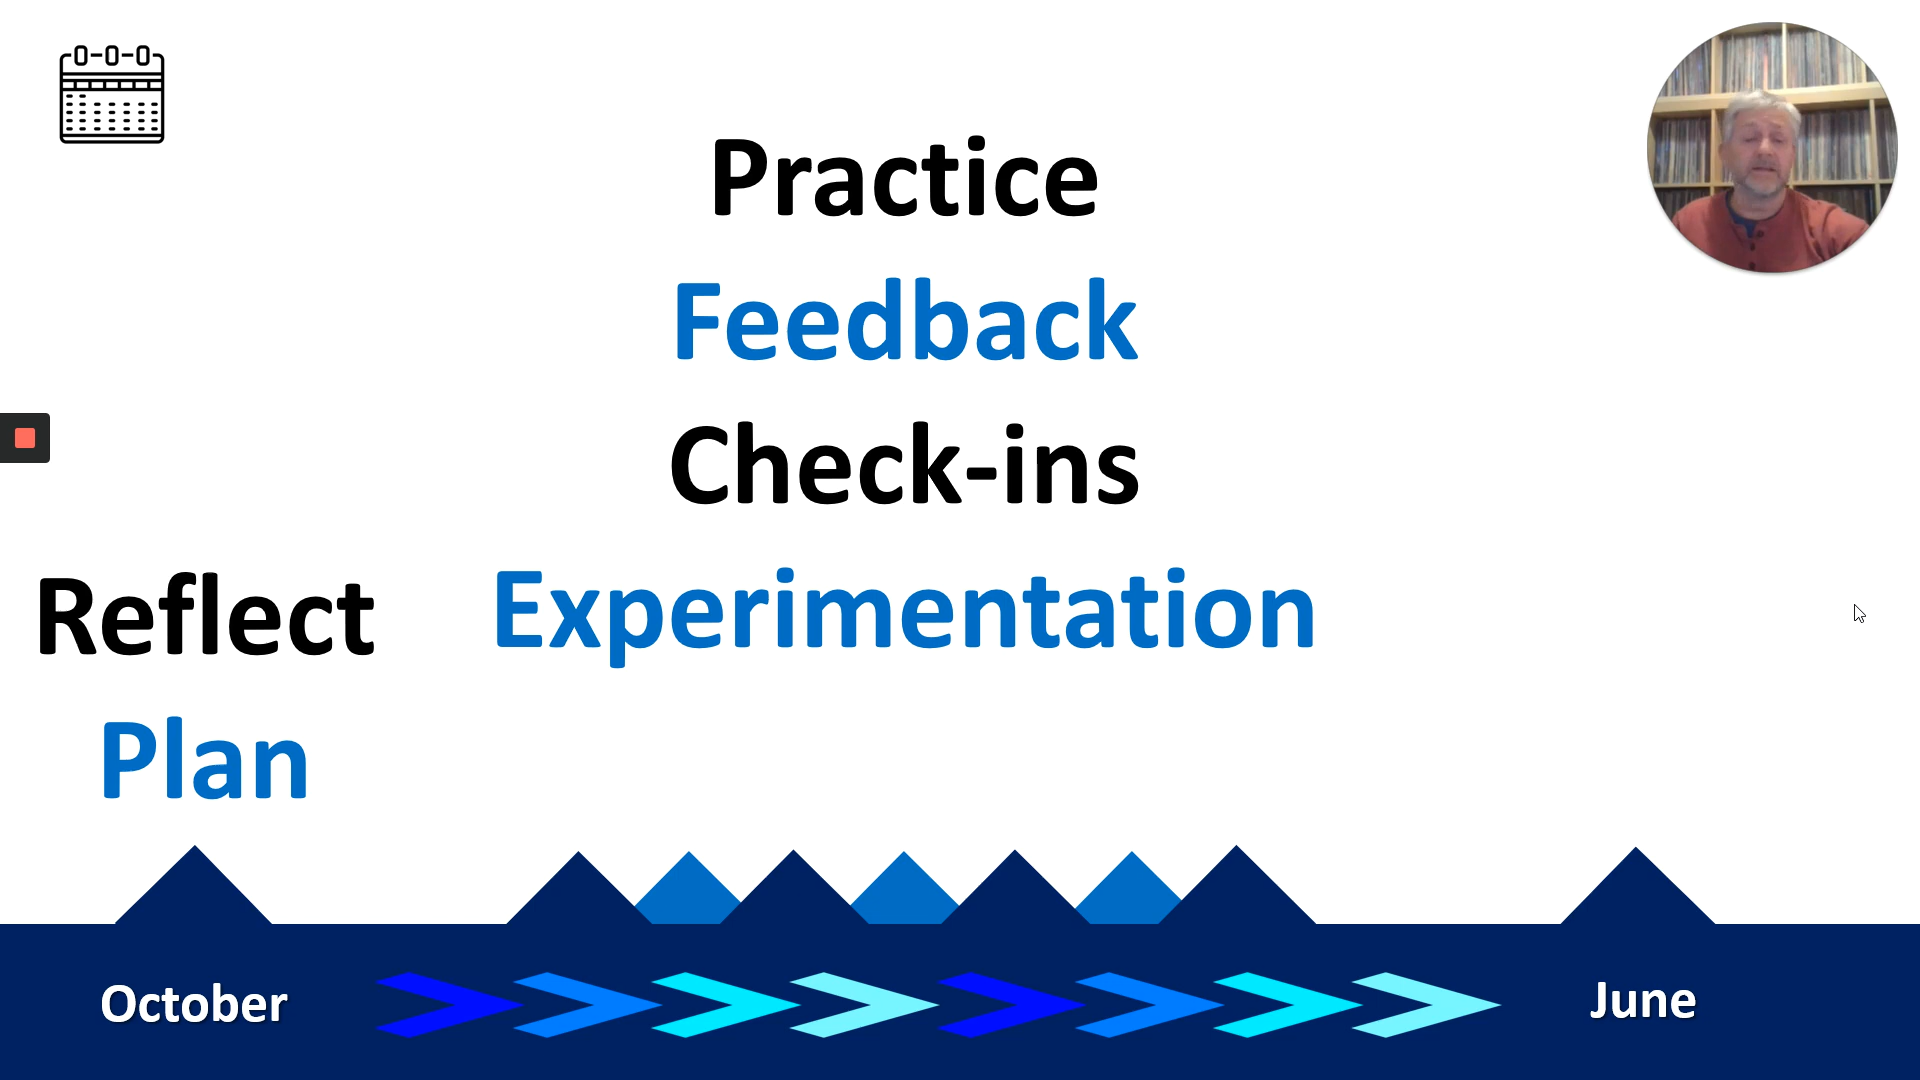 Practice
Feedback
Check-ins
Experimentation
Reflect
Plan
October
June